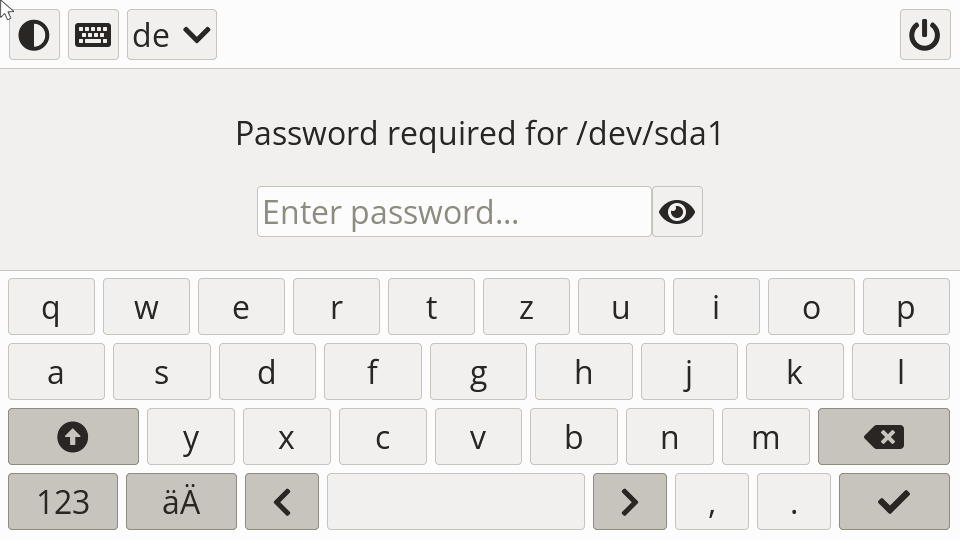 de
Password required for /dev/sda1
Enter password...
q w e r t z u i o p
a s d f g h j k l
y x c v b n m
123 äÄ , .